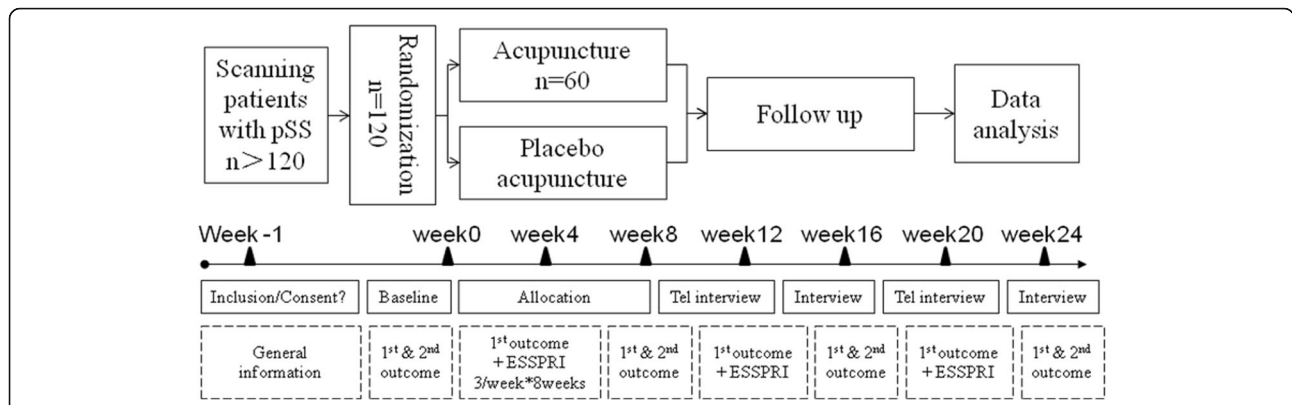 Scanning
patients
with pSS
n＞120
Randomization
n=120
Acupuncture
n=60
Placebo
acupuncture
Follow up
Data
analysis
Week -1
week0
week4
week8
week12
week16
week20
week24
Inclusion/Consent?
Baseline
Allocation
Tel interview
Interview
Tel interview
Interview
General
information
1st & 2nd
outcome
1st outcome
+ESSPRI
3/week*8weeks
1st & 2nd
outcome
1st outcome
+ESSPRI
1st & 2nd
outcome
1st outcome
+ESSPRI
1st & 2nd
outcome